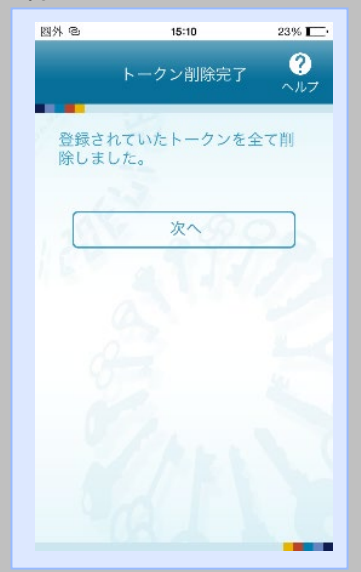 圏外 15:10 23%
トークン削除完了
?
ヘルプ
登録されていたトークンを全て削
除しました。
次へ